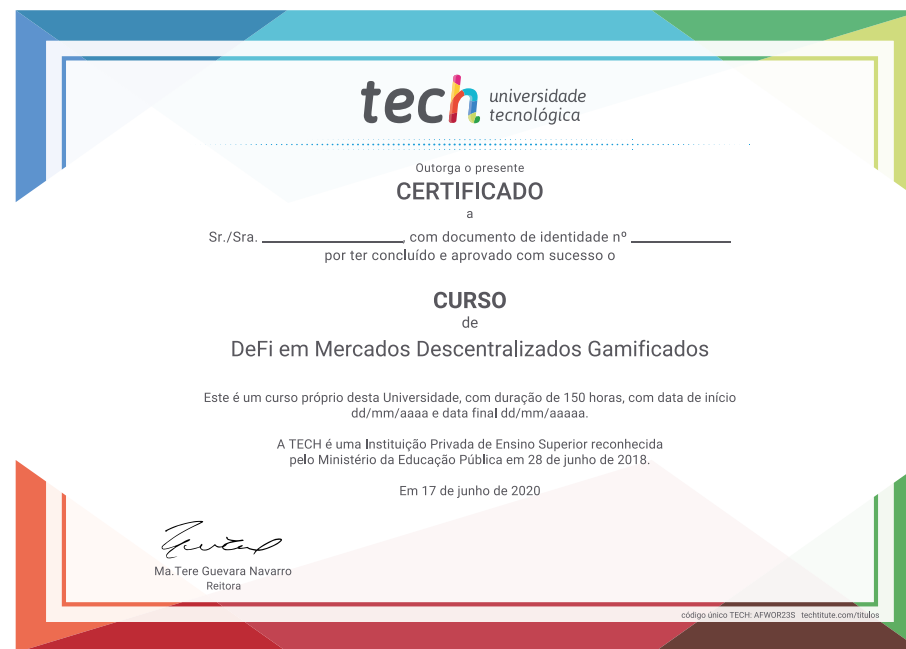 tech universidade
tecnológica
Outorga o presente
CERTIFICADO
a
Sr./Sra. ____________________, com documento de identidade nº ______________
por ter concluído e aprovado com sucesso o
CURSO
de
DeFi em Mercados Descentralizados Gamificados
Este é um curso próprio desta Universidade, com duração de 150 horas, com data de início
dd/mm/aaaa e data final dd/mm/aaaaa.
A TECH é uma Instituição Privada de Ensino Superior reconhecida
pelo Ministério da Educação Pública em 28 de junho de 2018.
Em 17 de junho de 2020
Ma.Tere Guevara Navarro
Reitora
código único TECH: AFWOR23S techtitute.com/títulos